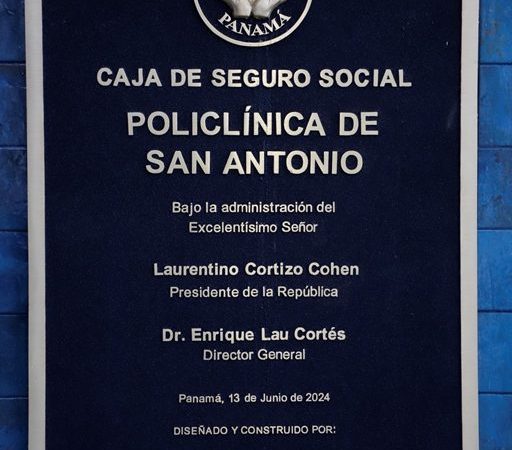 PANAMÁ
CAJA DE SEGURO SOCIAL
POLICLÍNICA DE
SAN ANTONIO
Bajo la administración del
Excelentísimo Señor
Laurentino Cortizo Cohen
Presidente de la República
Dr. Enrique Lau Cortés
Director General
Panamá, 13 de Junio de 2024
DISEÑADO Y CONSTRUIDO POR: